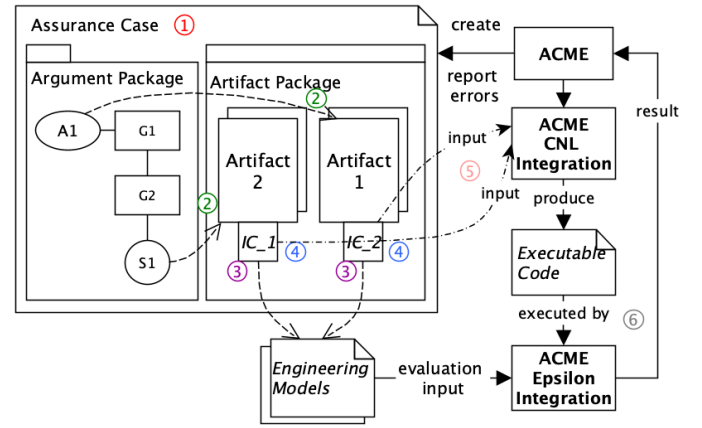 Assurance Case ①
Argument Package
A1
G1
G2
S1
Artifact Package
②
Artifact
2
Artifact
1
②
IC_1
IC_2
③
④
③
④
create
report
errors
ACME
result
input
ACME
CNL
Integration
⑤
input
produce
Executable
Code
executed by
⑥
Engineering
Models
evaluation
input
ACME
Epsilon
Integration